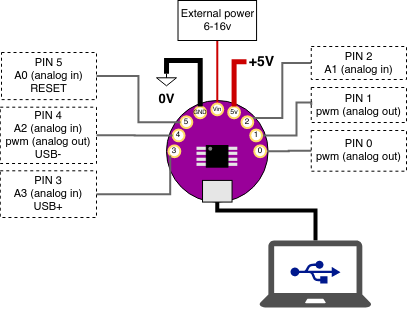 External power
6-16v
PIN 5
A0 (analog in)
RESET
+5V
PIN 2
A1 (analog in)
0V
PIN 4
A2 (analog in)
pwm (analog out)
USB-
PIN 1
pwm (analog out)
PIN 3
A3 (analog in)
USB+
PIN 0
pwm (analog out)
GND
Vin
5v
5
2
4
1
3
0